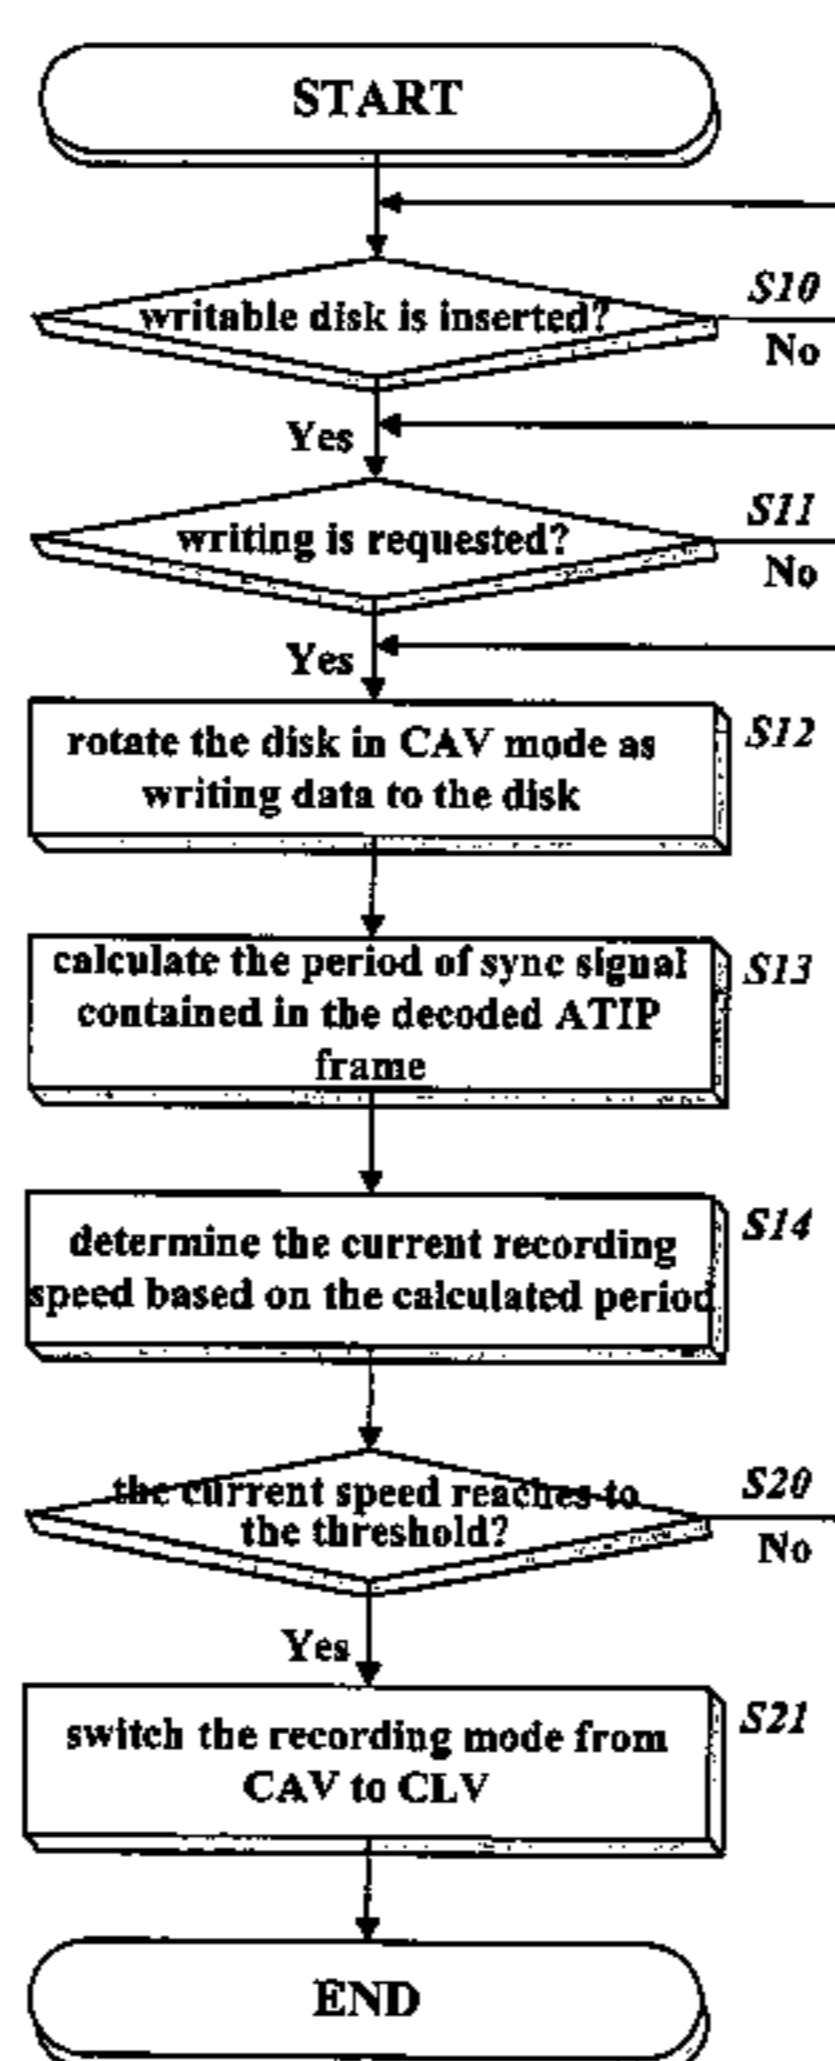 START
writable disk is inserted?
S10
No
Yes
writing is requested?
S11
No
Yes
rotate the disk in CAV mode as
writing data to the disk
S12
calculate the period of sync signal
contained in the decoded ATIP
frame
S13
determine the current recording
speed based on the calculated period
S14
the current speed reaches to
the threshold?
S20
No
Yes
switch the recording mode from
CAV to CLV
S21
END